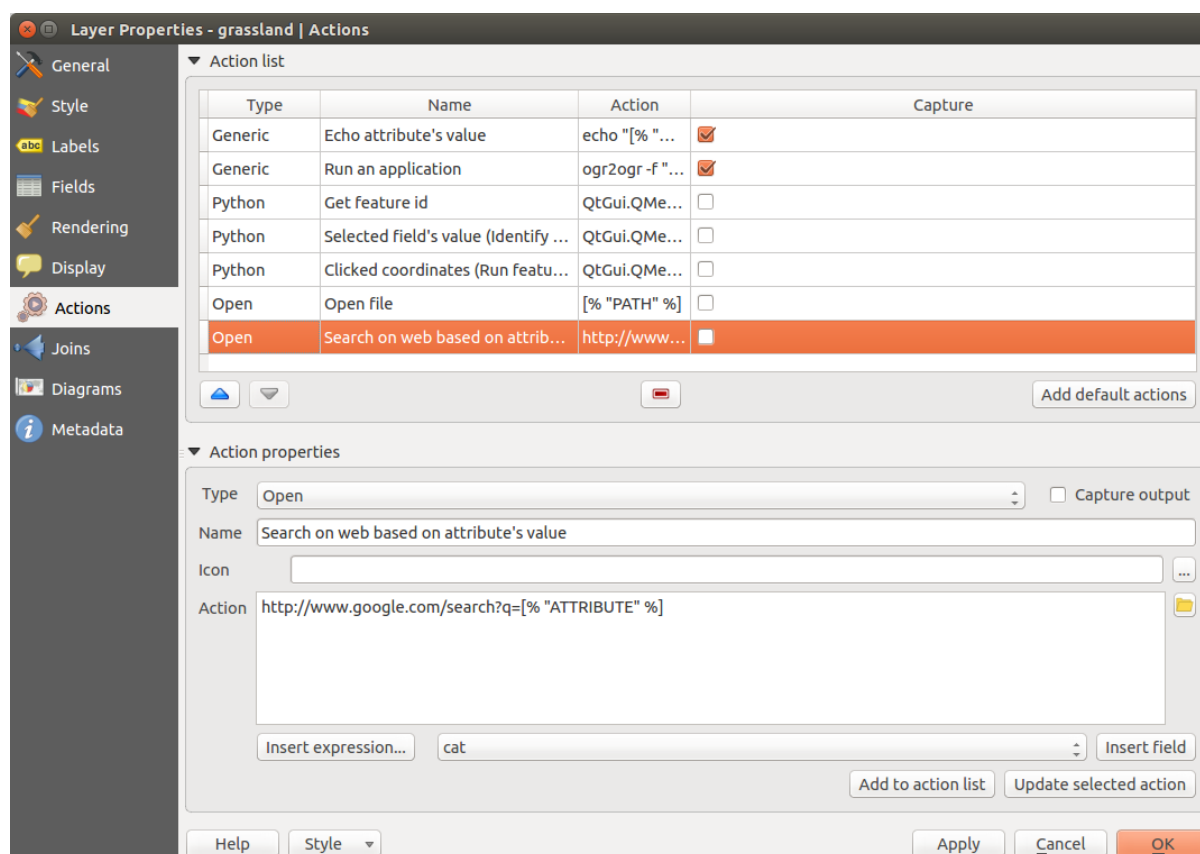 Layer Properties - grassland | Actions
General
Style
abc Labels
Fields
Rendering
Display
Actions
Joins
Diagrams
Metadata
Action list
Type Name Action Capture
Generic Echo attribute's value echo "[% "...
Generic Run an application ogr2ogr -f "...
Python Get feature id QtGui.QMe...
Python Selected field's value (Identify ... QtGui.QMe...
Python Clicked coordinates (Run featu... QtGui.QMe...
Open Open file [% "PATH" %]
Open Search on web based on attrib... http://www...
Add default actions
Action properties
Type Open Capture output
Name Search on web based on attribute's value
Icon ...
Action http://www.google.com/search?q=[% "ATTRIBUTE" %]
Insert expression... cat Insert field
Add to action list Update selected action
Help Style Apply Cancel OK